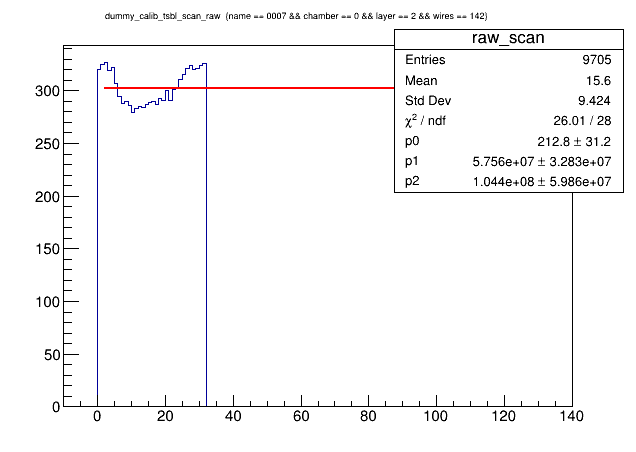 dummy_calib_tsbl_scan_raw (name == 0007 && chamber == 0 && layer == 2 && wires == 142)
raw_scan
Entries 9705
Mean 15.6
Std Dev 9.424
χ² / ndf 26.01 / 28
p0 212.8 ± 31.2
p1 5.756e+07 ± 3.283e+07
p2 1.044e+08 ± 5.986e+07
300
250
200
150
100
50
0
0 20 40 60 80 100 120 140